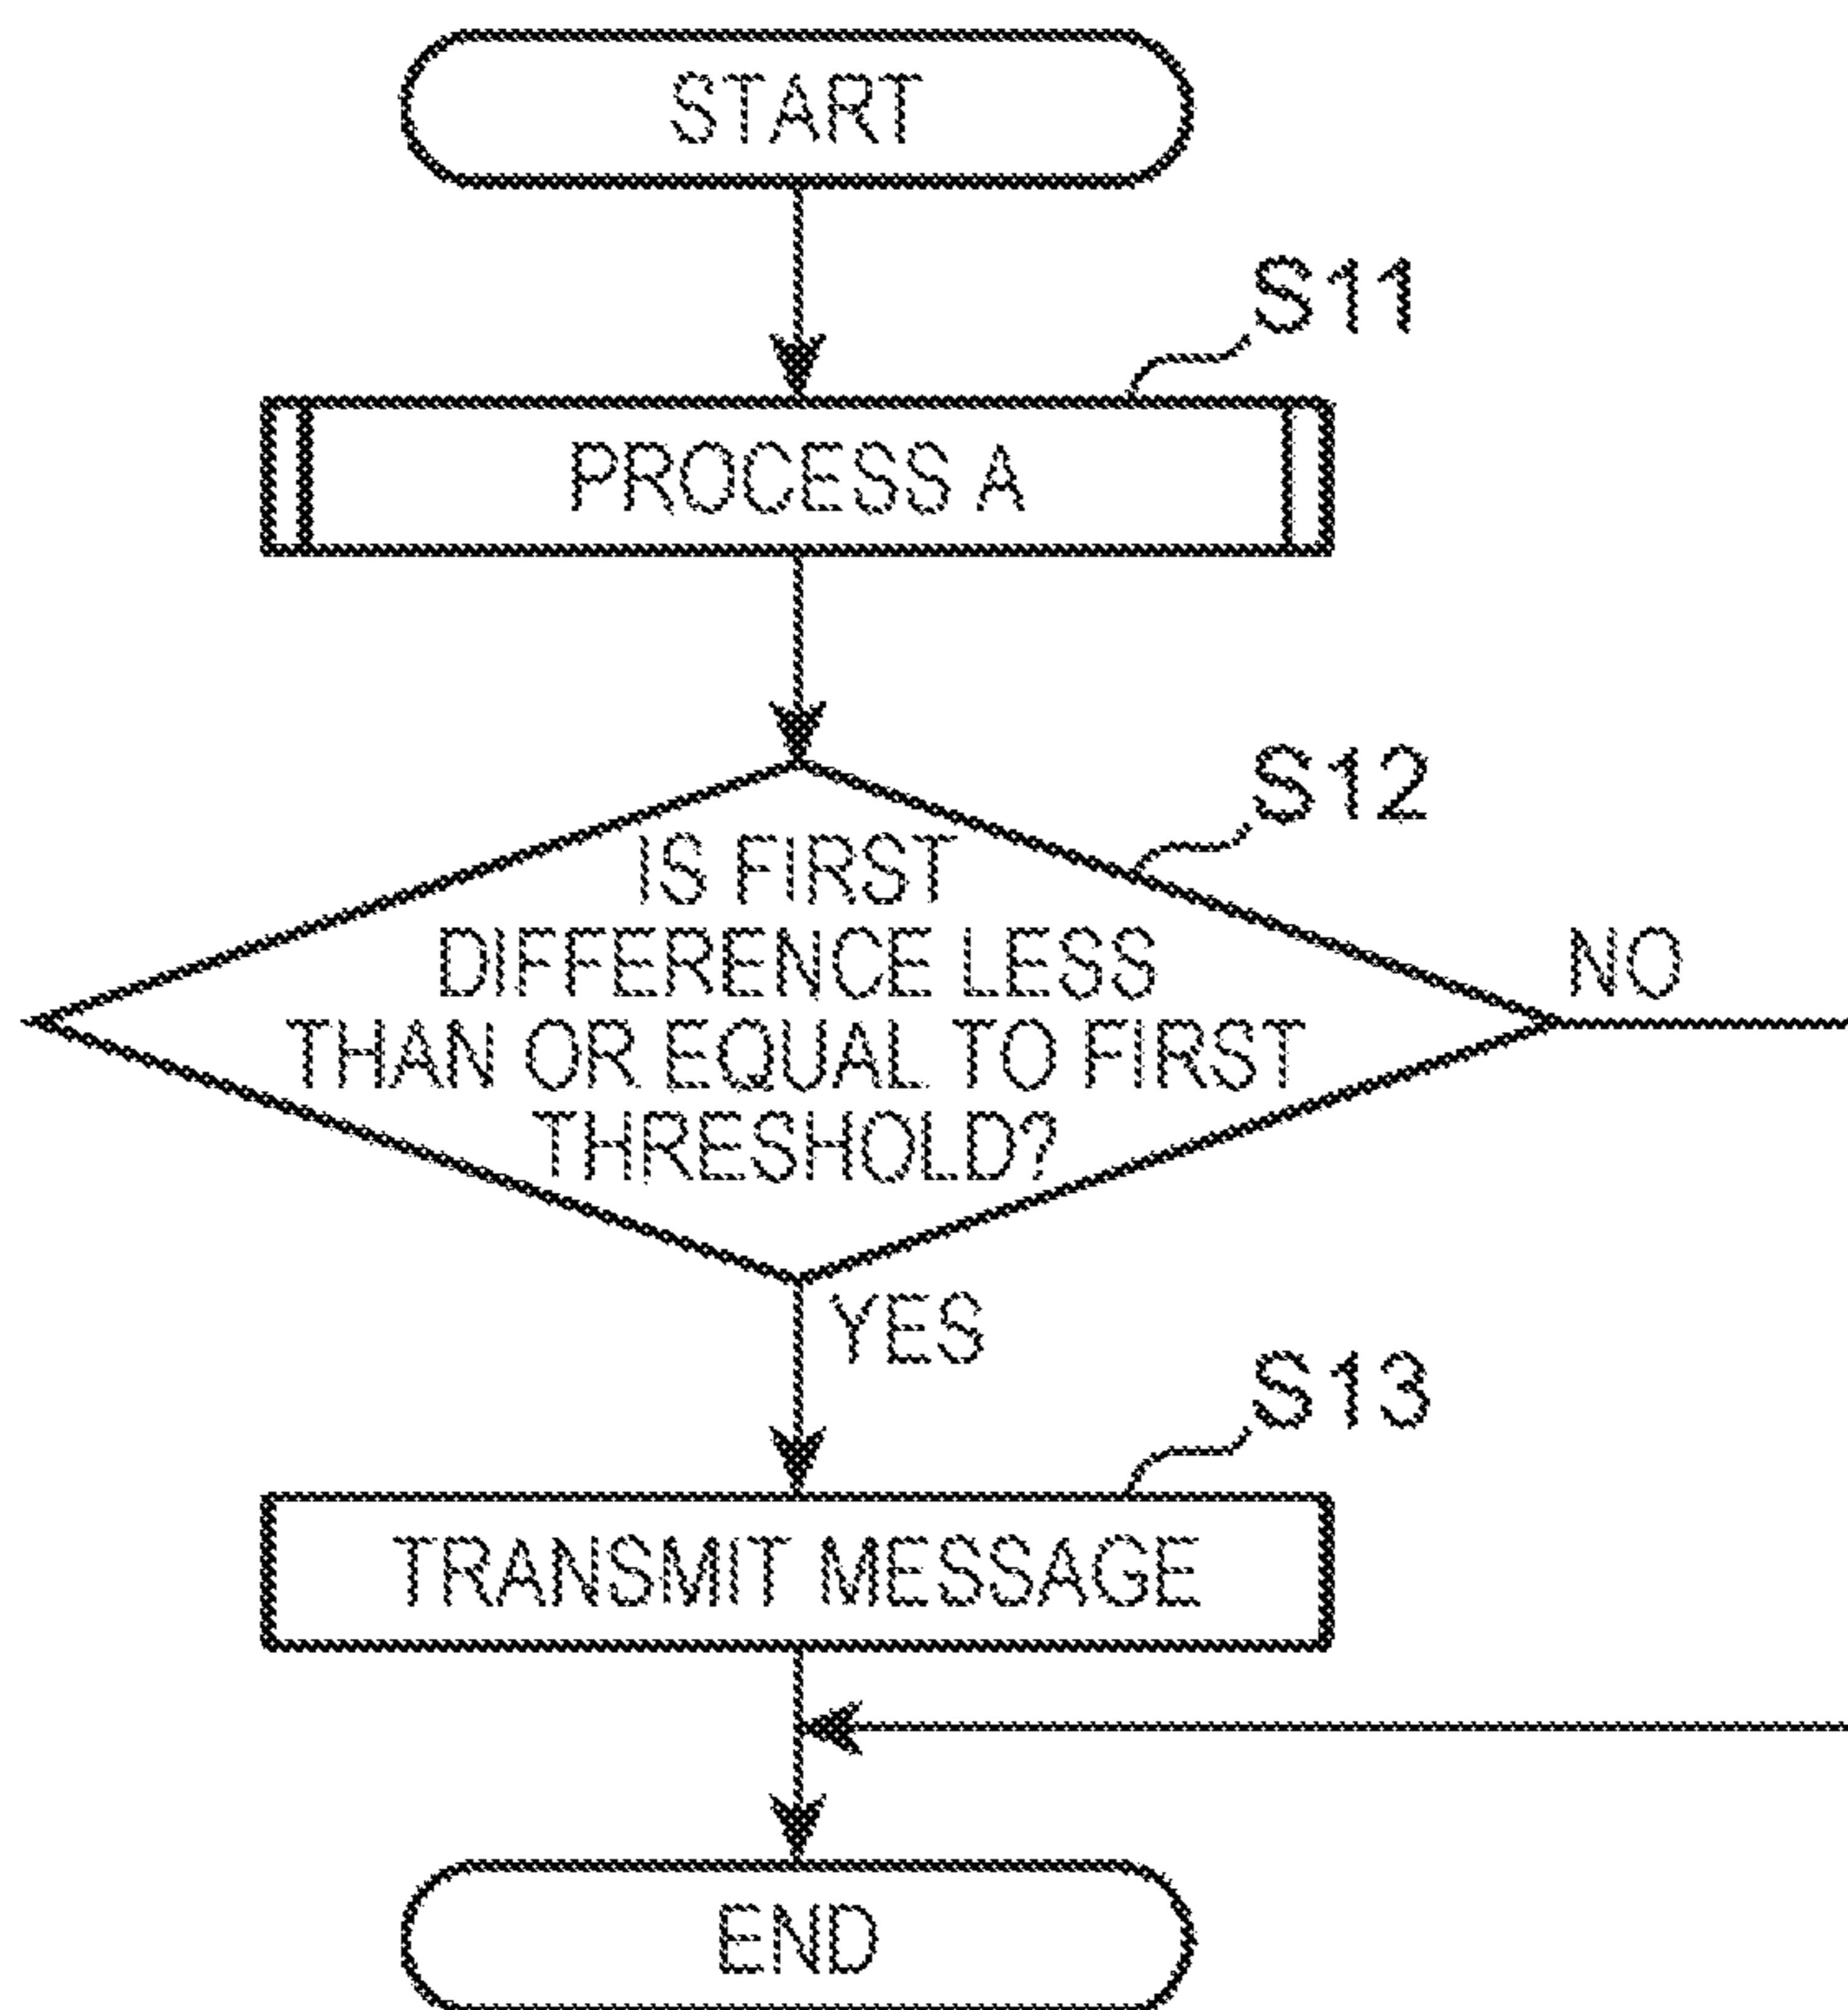 START
S11
PROCESS A
S12
IS FIRST
DIFFERENCE LESS
THAN OR EQUAL TO FIRST
THRESHOLD?
NO
YES
S13
TRANSMIT MESSAGE
END